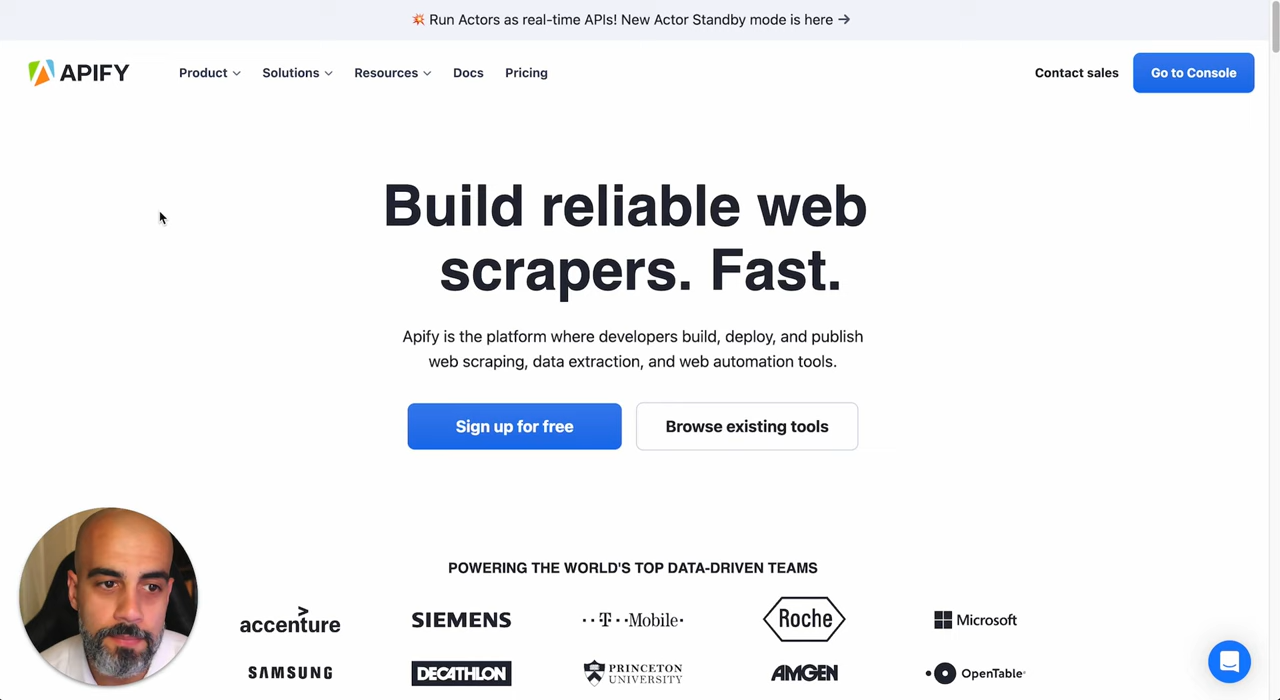 💥 Run Actors as real-time APIs! New Actor Standby mode is here →
APIFY
Product
Solutions
Resources
Docs
Pricing
Contact sales
Go to Console
Build reliable web
scrapers. Fast.
Apify is the platform where developers build, deploy, and publish
web scraping, data extraction, and web automation tools.
Sign up for free
Browse existing tools
POWERING THE WORLD'S TOP DATA-DRIVEN TEAMS
accenture
SIEMENS
T Mobile
Roche
Microsoft
SAMSUNG
DECATHLON
PRINCETON
UNIVERSITY
AMGEN
OpenTable